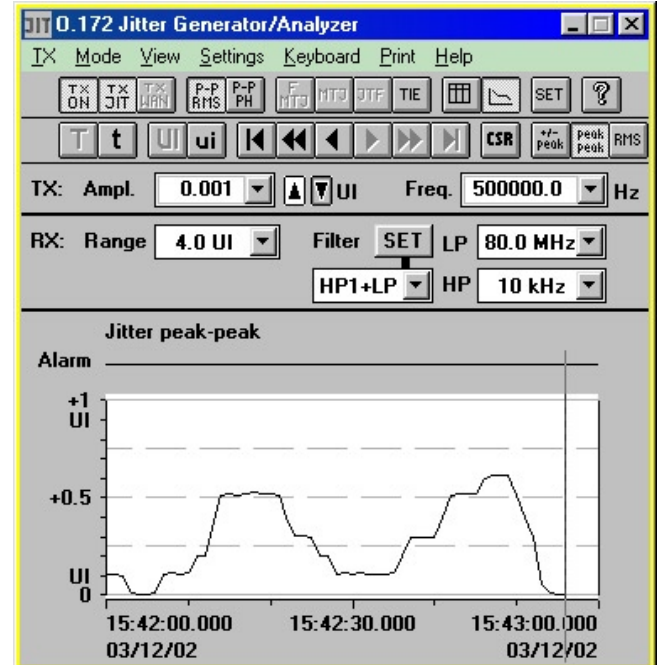 JIT O.172 Jitter Generator/Analyzer
TX Mode View Settings Keyboard Print Help
TX ON TX JIT TX WAN P-P RMS P-P PH F MTJ MTJ JTF TIE SET ?
T t UI ui CSR +/- peak peak peak RMS
TX: Ampl. 0.001 UI Freq. 500000.0 Hz
RX: Range 4.0 UI Filter SET LP 80.0 MHz
HP1+LP HP 10 kHz
Jitter peak-peak
Alarm
+1
UI
+0.5
UI
0
15:42:00.000 15:42:30.000 15:43:00.000
03/12/02 03/12/02